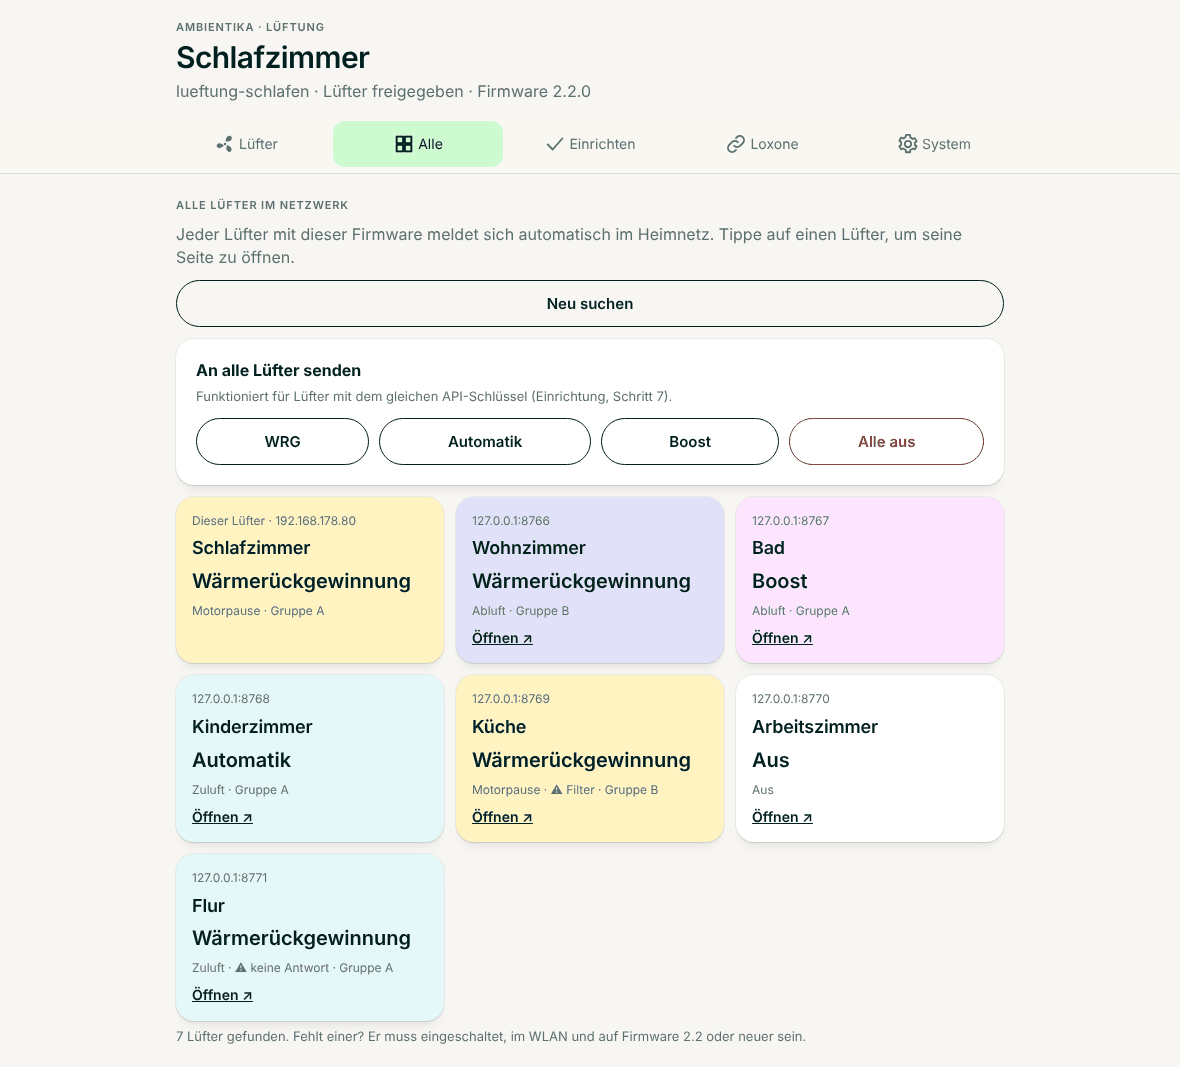 AMBIENTIKA · LÜFTUNG
Schlafzimmer
lueftung-schlafen · Lüfter freigegeben · Firmware 2.2.0
Lüfter
Alle
Einrichten
Loxone
System
ALLE LÜFTER IM NETZWERK
Jeder Lüfter mit dieser Firmware meldet sich automatisch im Heimnetz. Tippe auf einen Lüfter, um seine
Seite zu öffnen.
Neu suchen
An alle Lüfter senden
Funktioniert für Lüfter mit dem gleichen API-Schlüssel (Einrichtung, Schritt 7).
WRG
Automatik
Boost
Alle aus
Dieser Lüfter · 192.168.178.80
Schlafzimmer
Wärmerückgewinnung
Motorpause · Gruppe A
127.0.0.1:8766
Wohnzimmer
Wärmerückgewinnung
Abluft · Gruppe B
Öffnen ↗
127.0.0.1:8767
Bad
Boost
Abluft · Gruppe A
Öffnen ↗
127.0.0.1:8768
Kinderzimmer
Automatik
Zuluft · Gruppe A
Öffnen ↗
127.0.0.1:8769
Küche
Wärmerückgewinnung
Motorpause · ⚠ Filter · Gruppe B
Öffnen ↗
127.0.0.1:8770
Arbeitszimmer
Aus
Aus
Öffnen ↗
127.0.0.1:8771
Flur
Wärmerückgewinnung
Zuluft · ⚠ keine Antwort · Gruppe A
Öffnen ↗
7 Lüfter gefunden. Fehlt einer? Er muss eingeschaltet, im WLAN und auf Firmware 2.2 oder neuer sein.